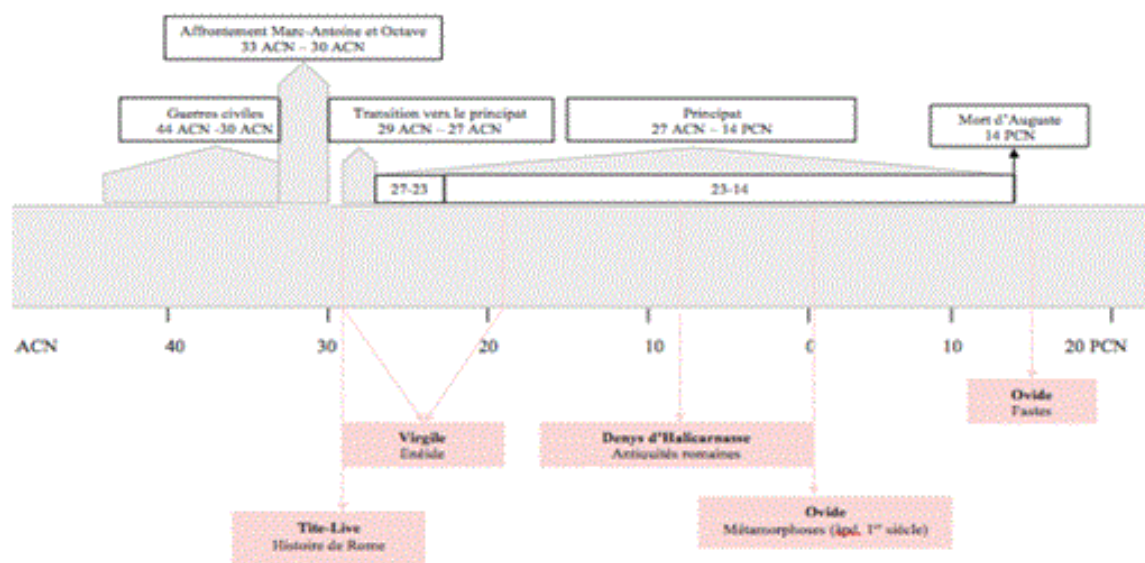 Affrontement Marc-Antoine et Octave
33 ACN – 30 ACN
Guerres civiles
44 ACN -30 ACN
Transition vers le principat
29 ACN – 27 ACN
Principat
27 ACN – 14 PCN
Mort d'Auguste
14 PCN
27-23
23-14
ACN 40 30 20 10 0 10 20 PCN
Ovide
Fastes
Virgile
Enéide
Denys d'Halicarnasse
Antiquités romaines
Ovide
Métamorphoses (àpd. 1er siècle)
Tite-Live
Histoire de Rome